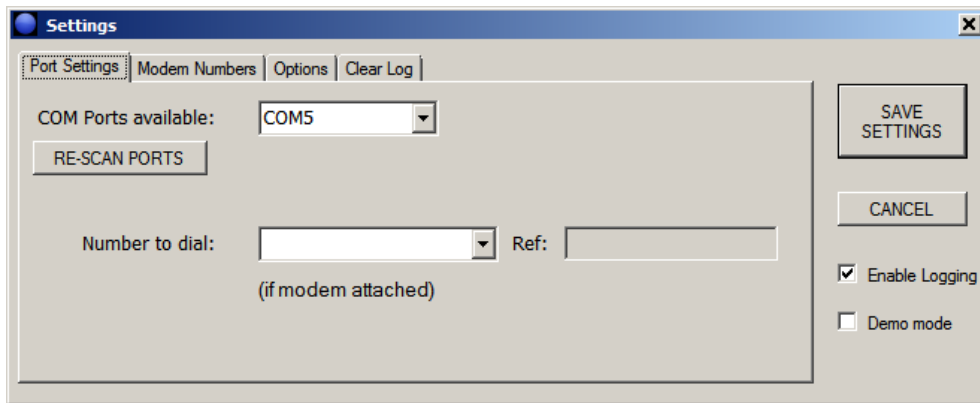 Settings
Port Settings Modem Numbers Options Clear Log
COM Ports available: COM5
RE-SCAN PORTS
Number to dial: Ref:
(if modem attached)
SAVE
SETTINGS
CANCEL
Enable Logging
Demo mode